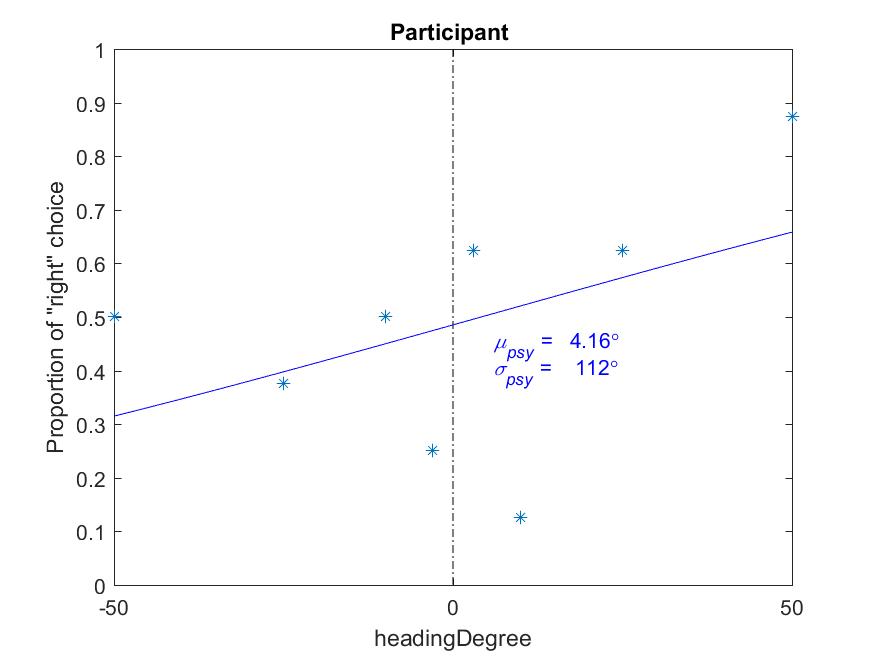 Participant
1
0.9
0.8
0.7
0.6
0.5
0.4
0.3
0.2
0.1
0
Proportion of "right" choice
μpsy = 4.16°
σpsy = 112°
-50 0 50
headingDegree